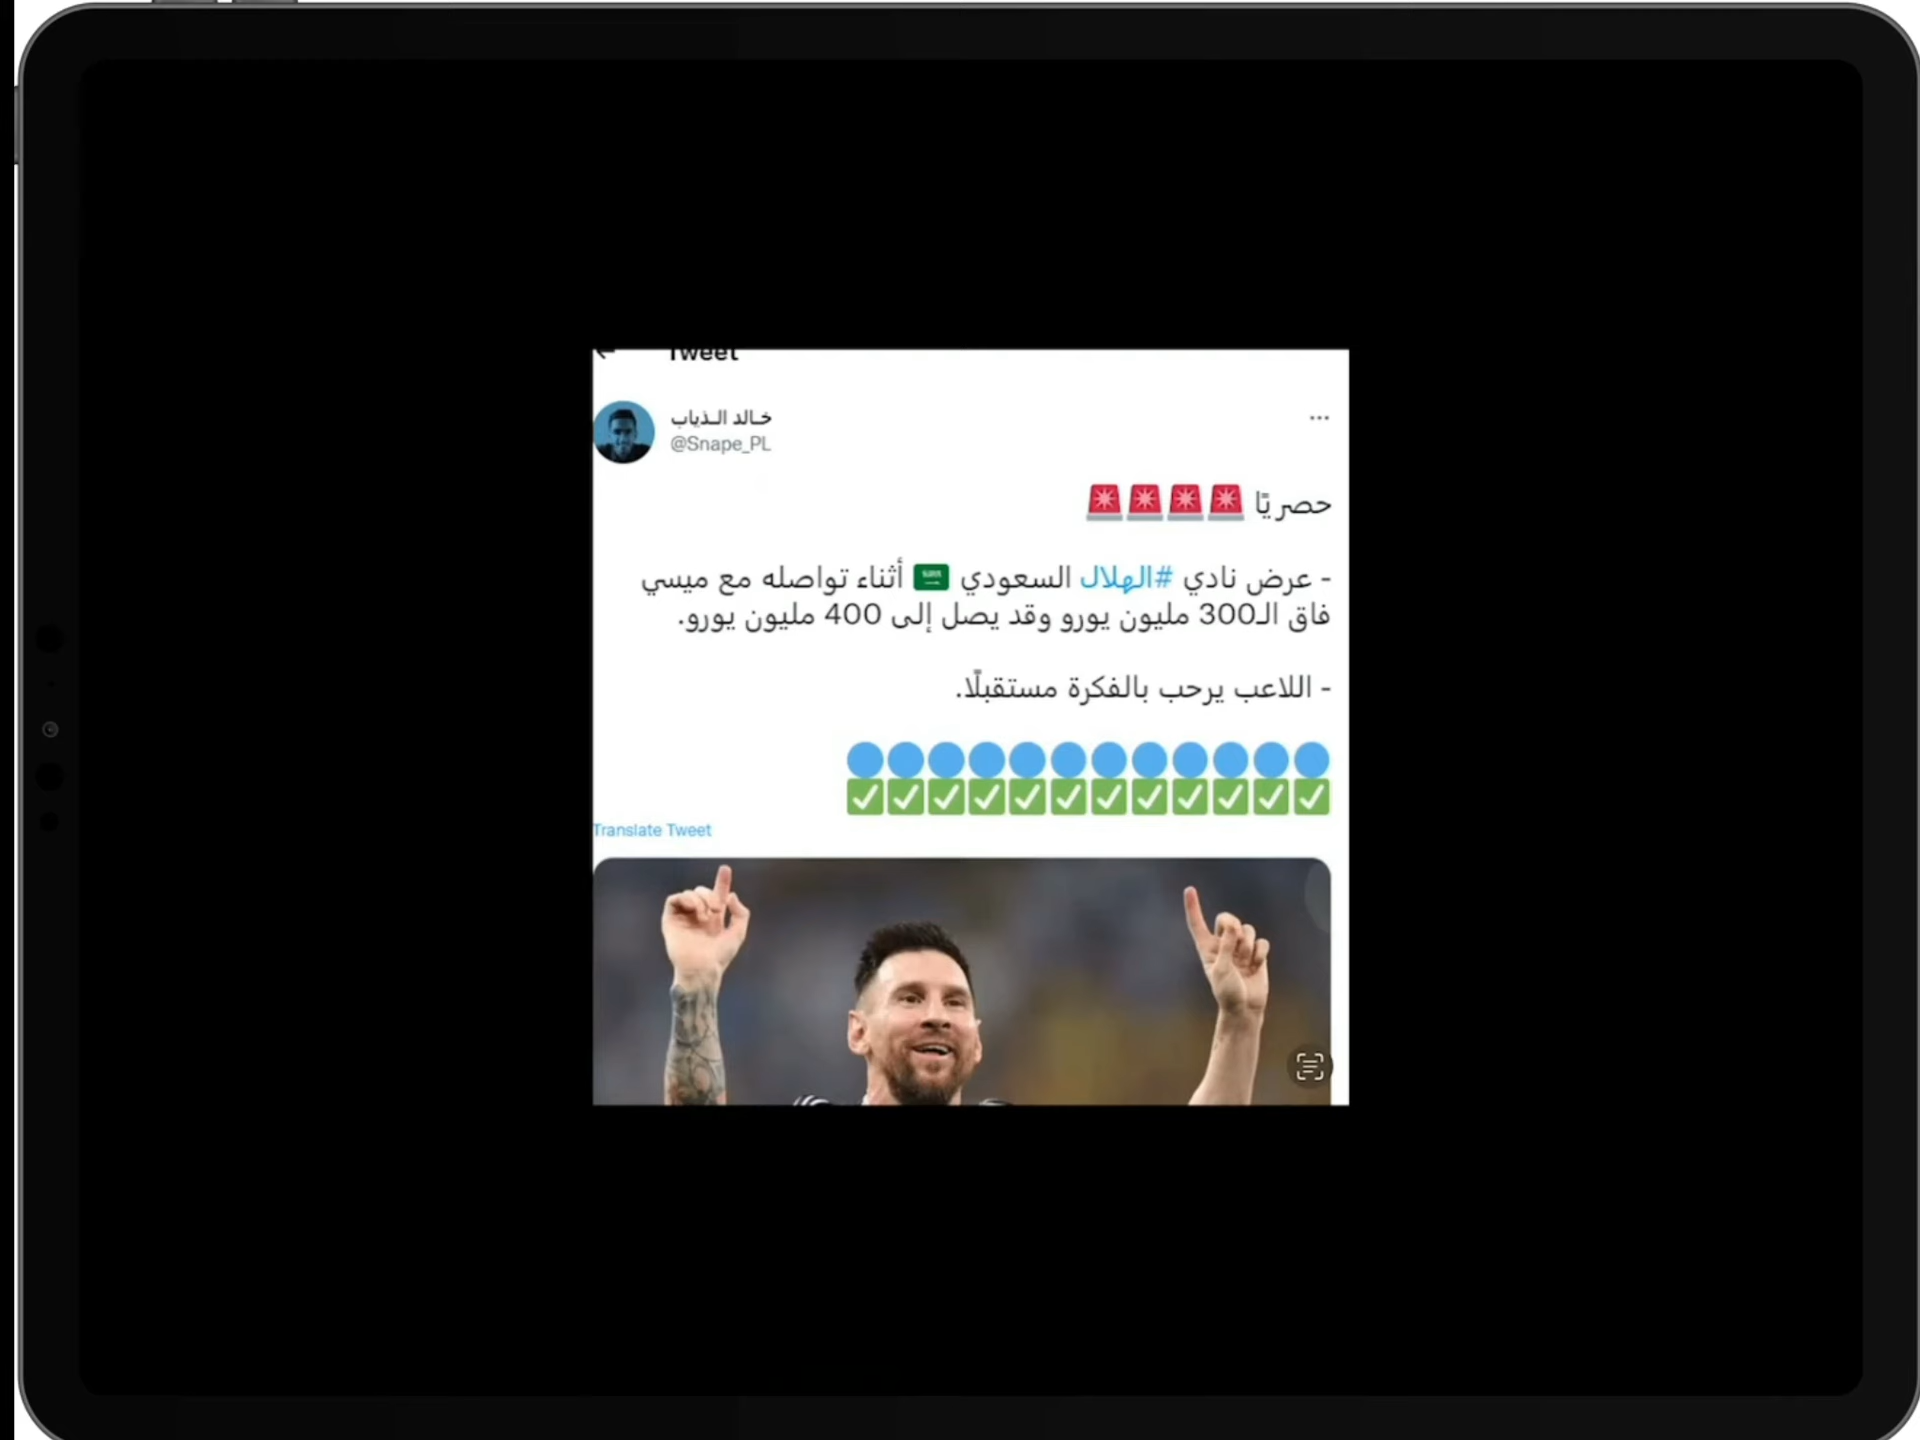 Tweet
خالد الذياب
@Snape_PL
حصريًا 🚨🚨🚨🚨
- عرض نادي #الهلال السعودي 🇸🇦 أثناء تواصله مع ميسي
فاق الـ300 مليون يورو وقد يصل إلى 400 مليون يورو.
- اللاعب يرحب بالفكرة مستقبلًا.
🔵🔵🔵🔵🔵🔵🔵🔵🔵🔵🔵🔵
✅✅✅✅✅✅✅✅✅✅✅✅
Translate Tweet